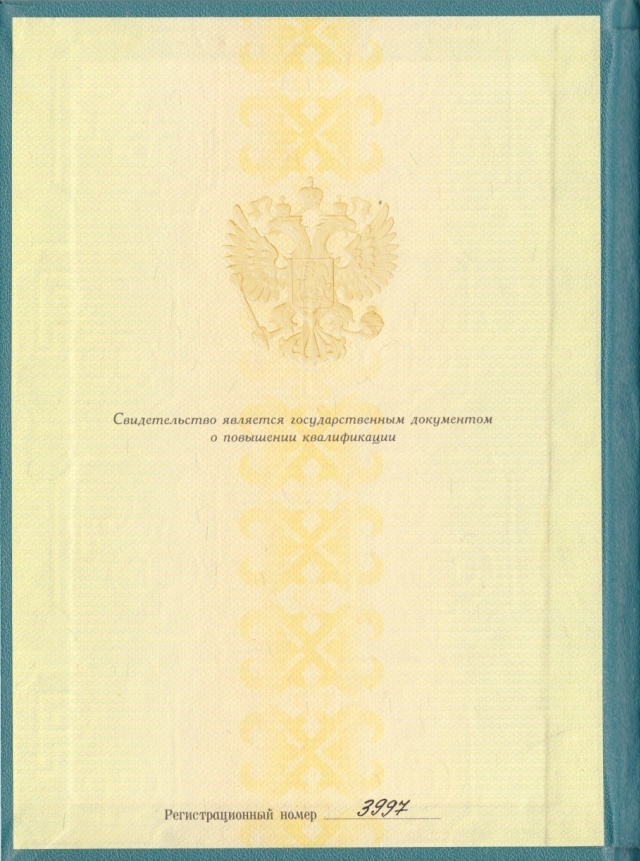 Свидетельство является государственным документом
о повышении квалификации
Регистрационный номер 3997